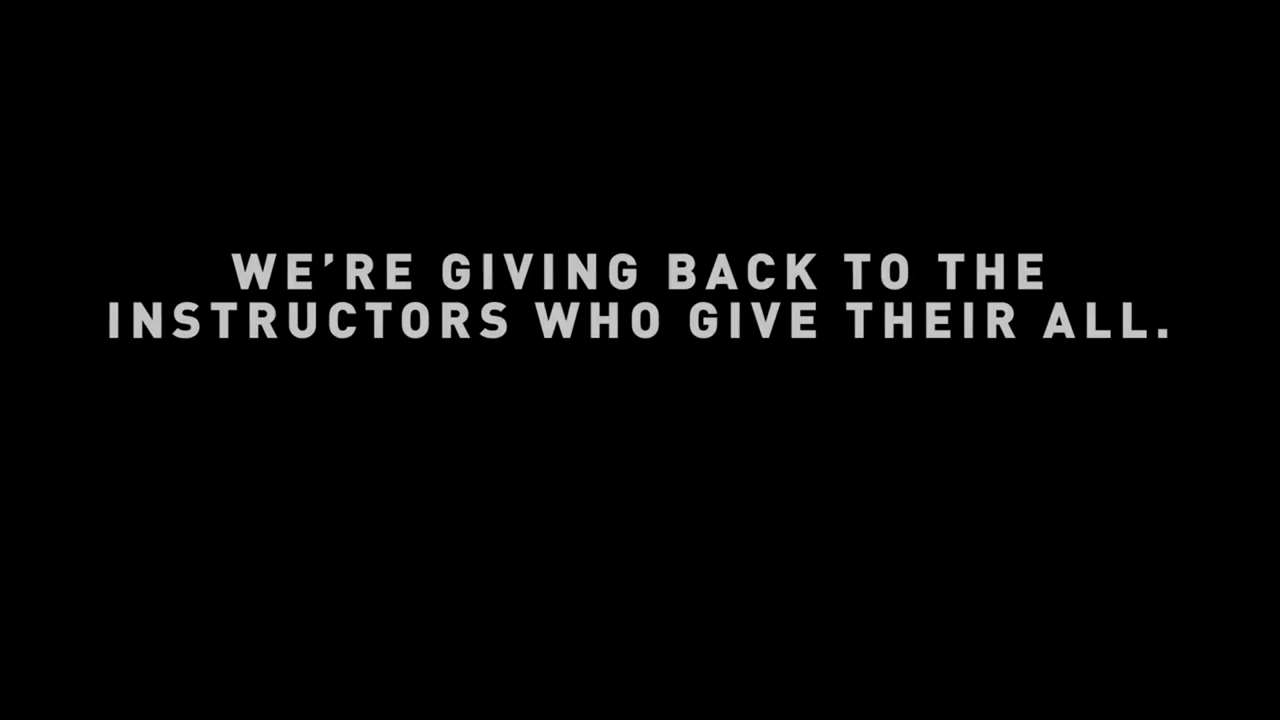 WE’RE GIVING BACK TO THE
INSTRUCTORS WHO GIVE THEIR ALL.